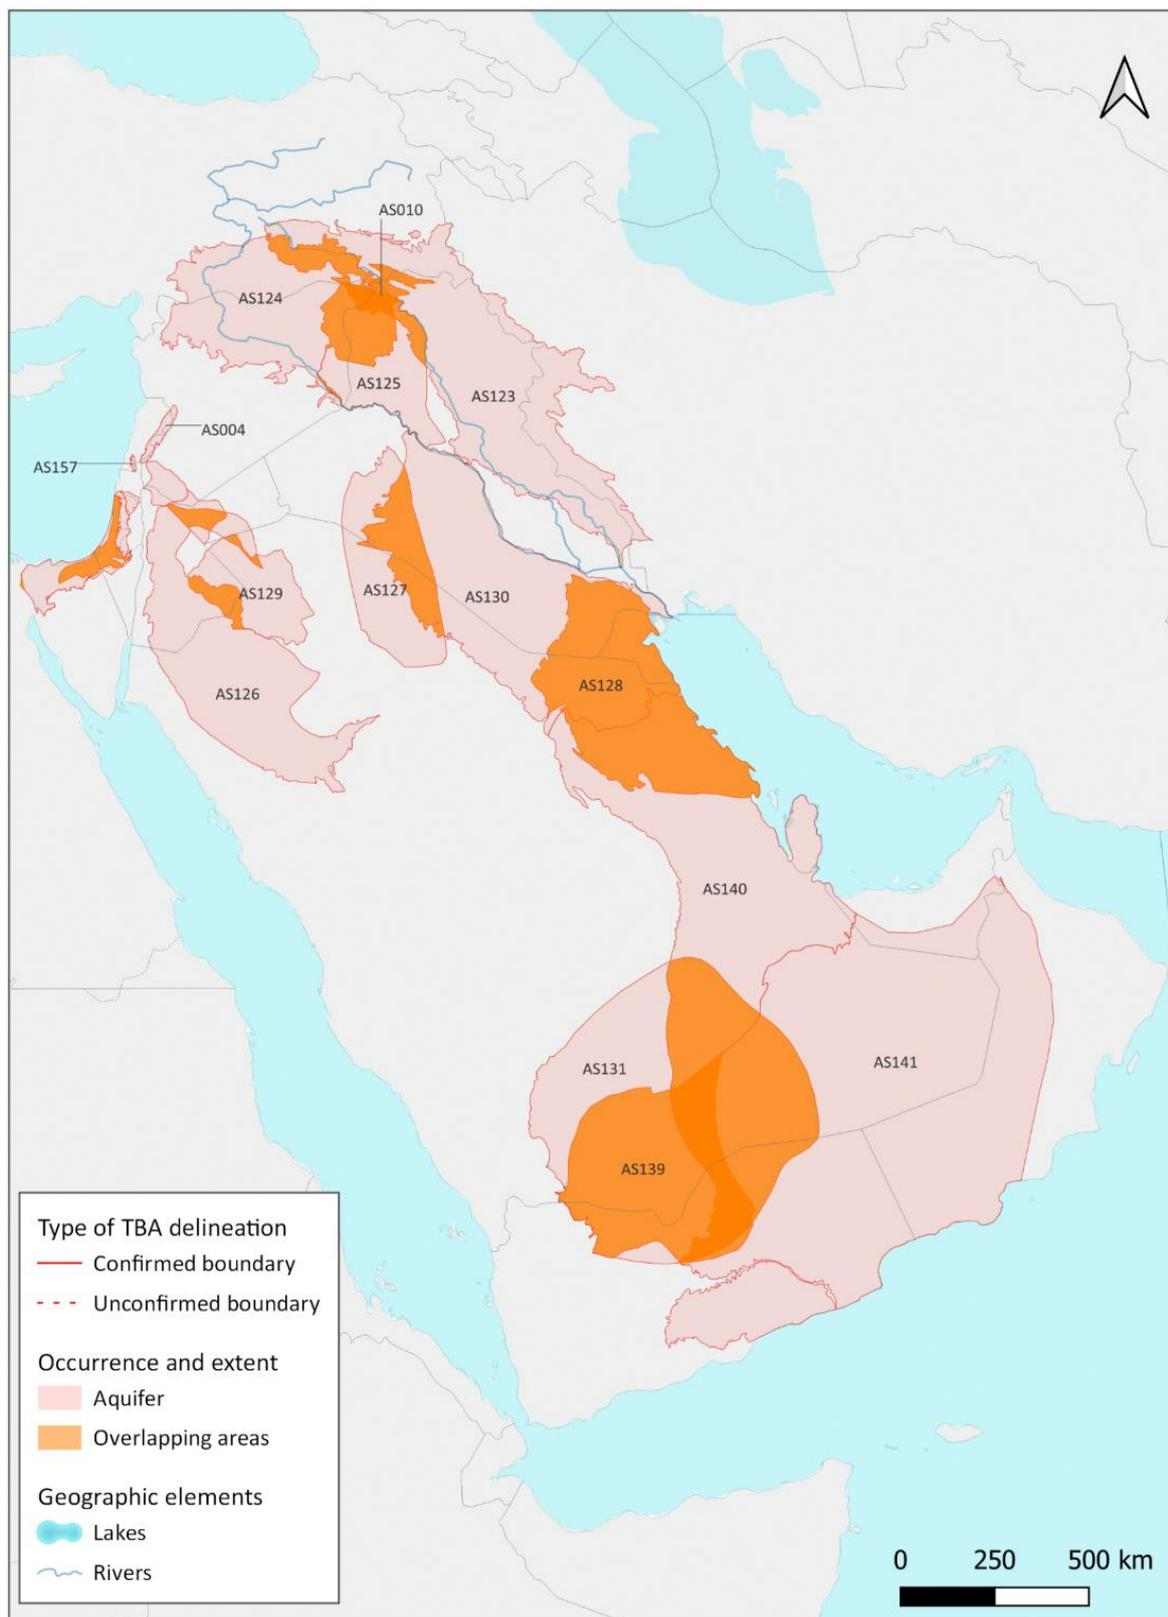 AS010
AS124
AS125
AS123
AS004
AS157
AS129
AS127
AS130
AS128
AS126
AS140
AS131
AS141
AS139
Type of TBA delineation
Confirmed boundary
Unconfirmed boundary
Occurrence and extent
Aquifer
Overlapping areas
Geographic elements
Lakes
Rivers
0 250 500 km